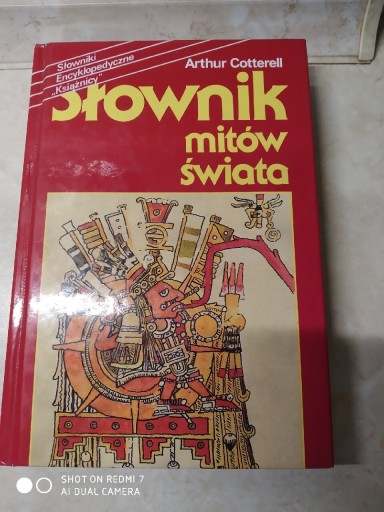 Słowniki
Encyklopedyczne
„Książnicy”
Arthur Cotterell
Słownik
mitów
świata
SHOT ON REDMI 7
AI DUAL CAMERA